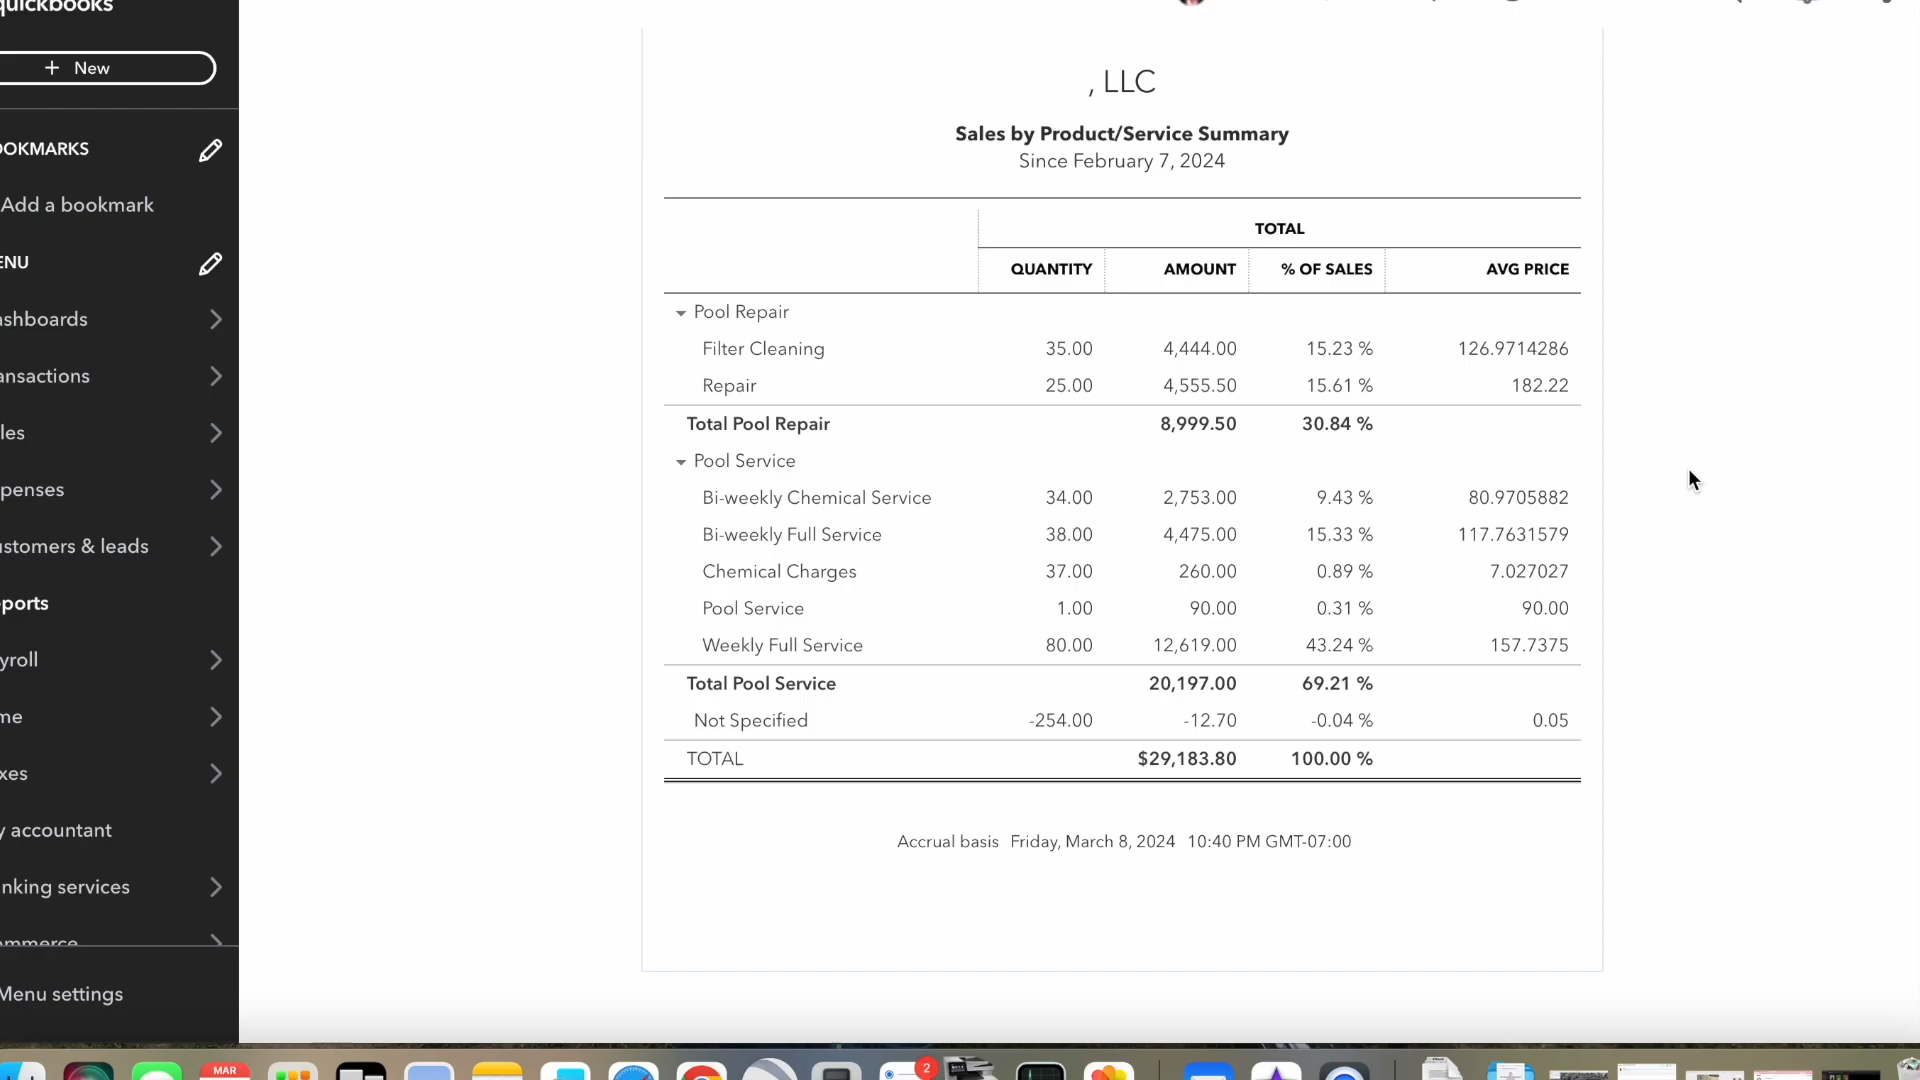 quickbooks
+ New
OOKMARKS
Add a bookmark
ENU
ashboards
ansactions
les
penses
ustomers & leads
ports
yroll
me
xes
y accountant
nking services
ommerce
Menu settings
, LLC
Sales by Product/Service Summary
Since February 7, 2024
TOTAL
QUANTITY AMOUNT % OF SALES AVG PRICE
Pool Repair
Filter Cleaning 35.00 4,444.00 15.23 % 126.9714286
Repair 25.00 4,555.50 15.61 % 182.22
Total Pool Repair 8,999.50 30.84 %
Pool Service
Bi-weekly Chemical Service 34.00 2,753.00 9.43 % 80.9705882
Bi-weekly Full Service 38.00 4,475.00 15.33 % 117.7631579
Chemical Charges 37.00 260.00 0.89 % 7.027027
Pool Service 1.00 90.00 0.31 % 90.00
Weekly Full Service 80.00 12,619.00 43.24 % 157.7375
Total Pool Service 20,197.00 69.21 %
Not Specified -254.00 -12.70 -0.04 % 0.05
TOTAL $29,183.80 100.00 %
Accrual basis Friday, March 8, 2024 10:40 PM GMT-07:00
MAR
2